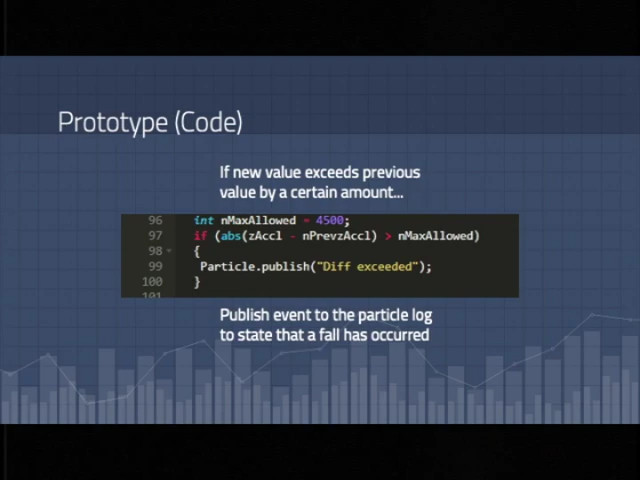 Prototype (Code)
If new value exceeds previous
value by a certain amount...
96 int nMaxAllowed = 4500;
97 if (abs(zAccl - nPrevzAccl) > nMaxAllowed)
98 {
99 Particle.publish("Diff exceeded");
100 }
101
Publish event to the particle log
to state that a fall has occurred